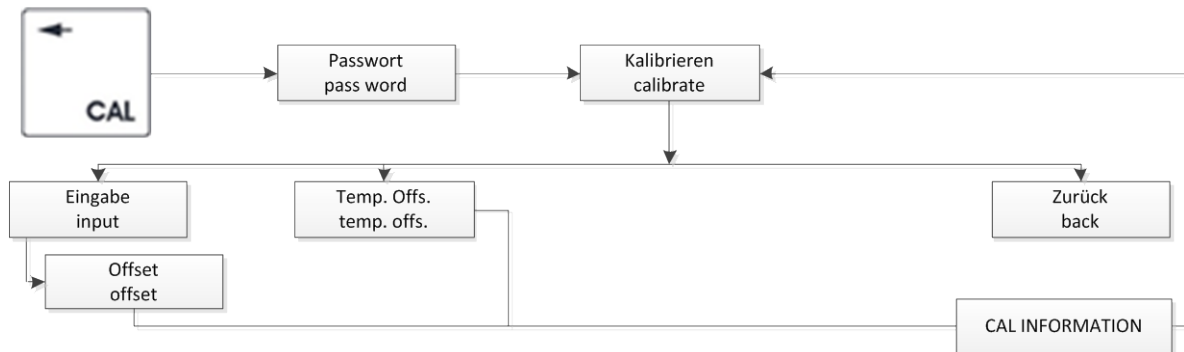 CAL
Passwort
pass word
Kalibrieren
calibrate
Eingabe
input
Temp. Offs.
temp. offs.
Zurück
back
Offset
offset
CAL INFORMATION